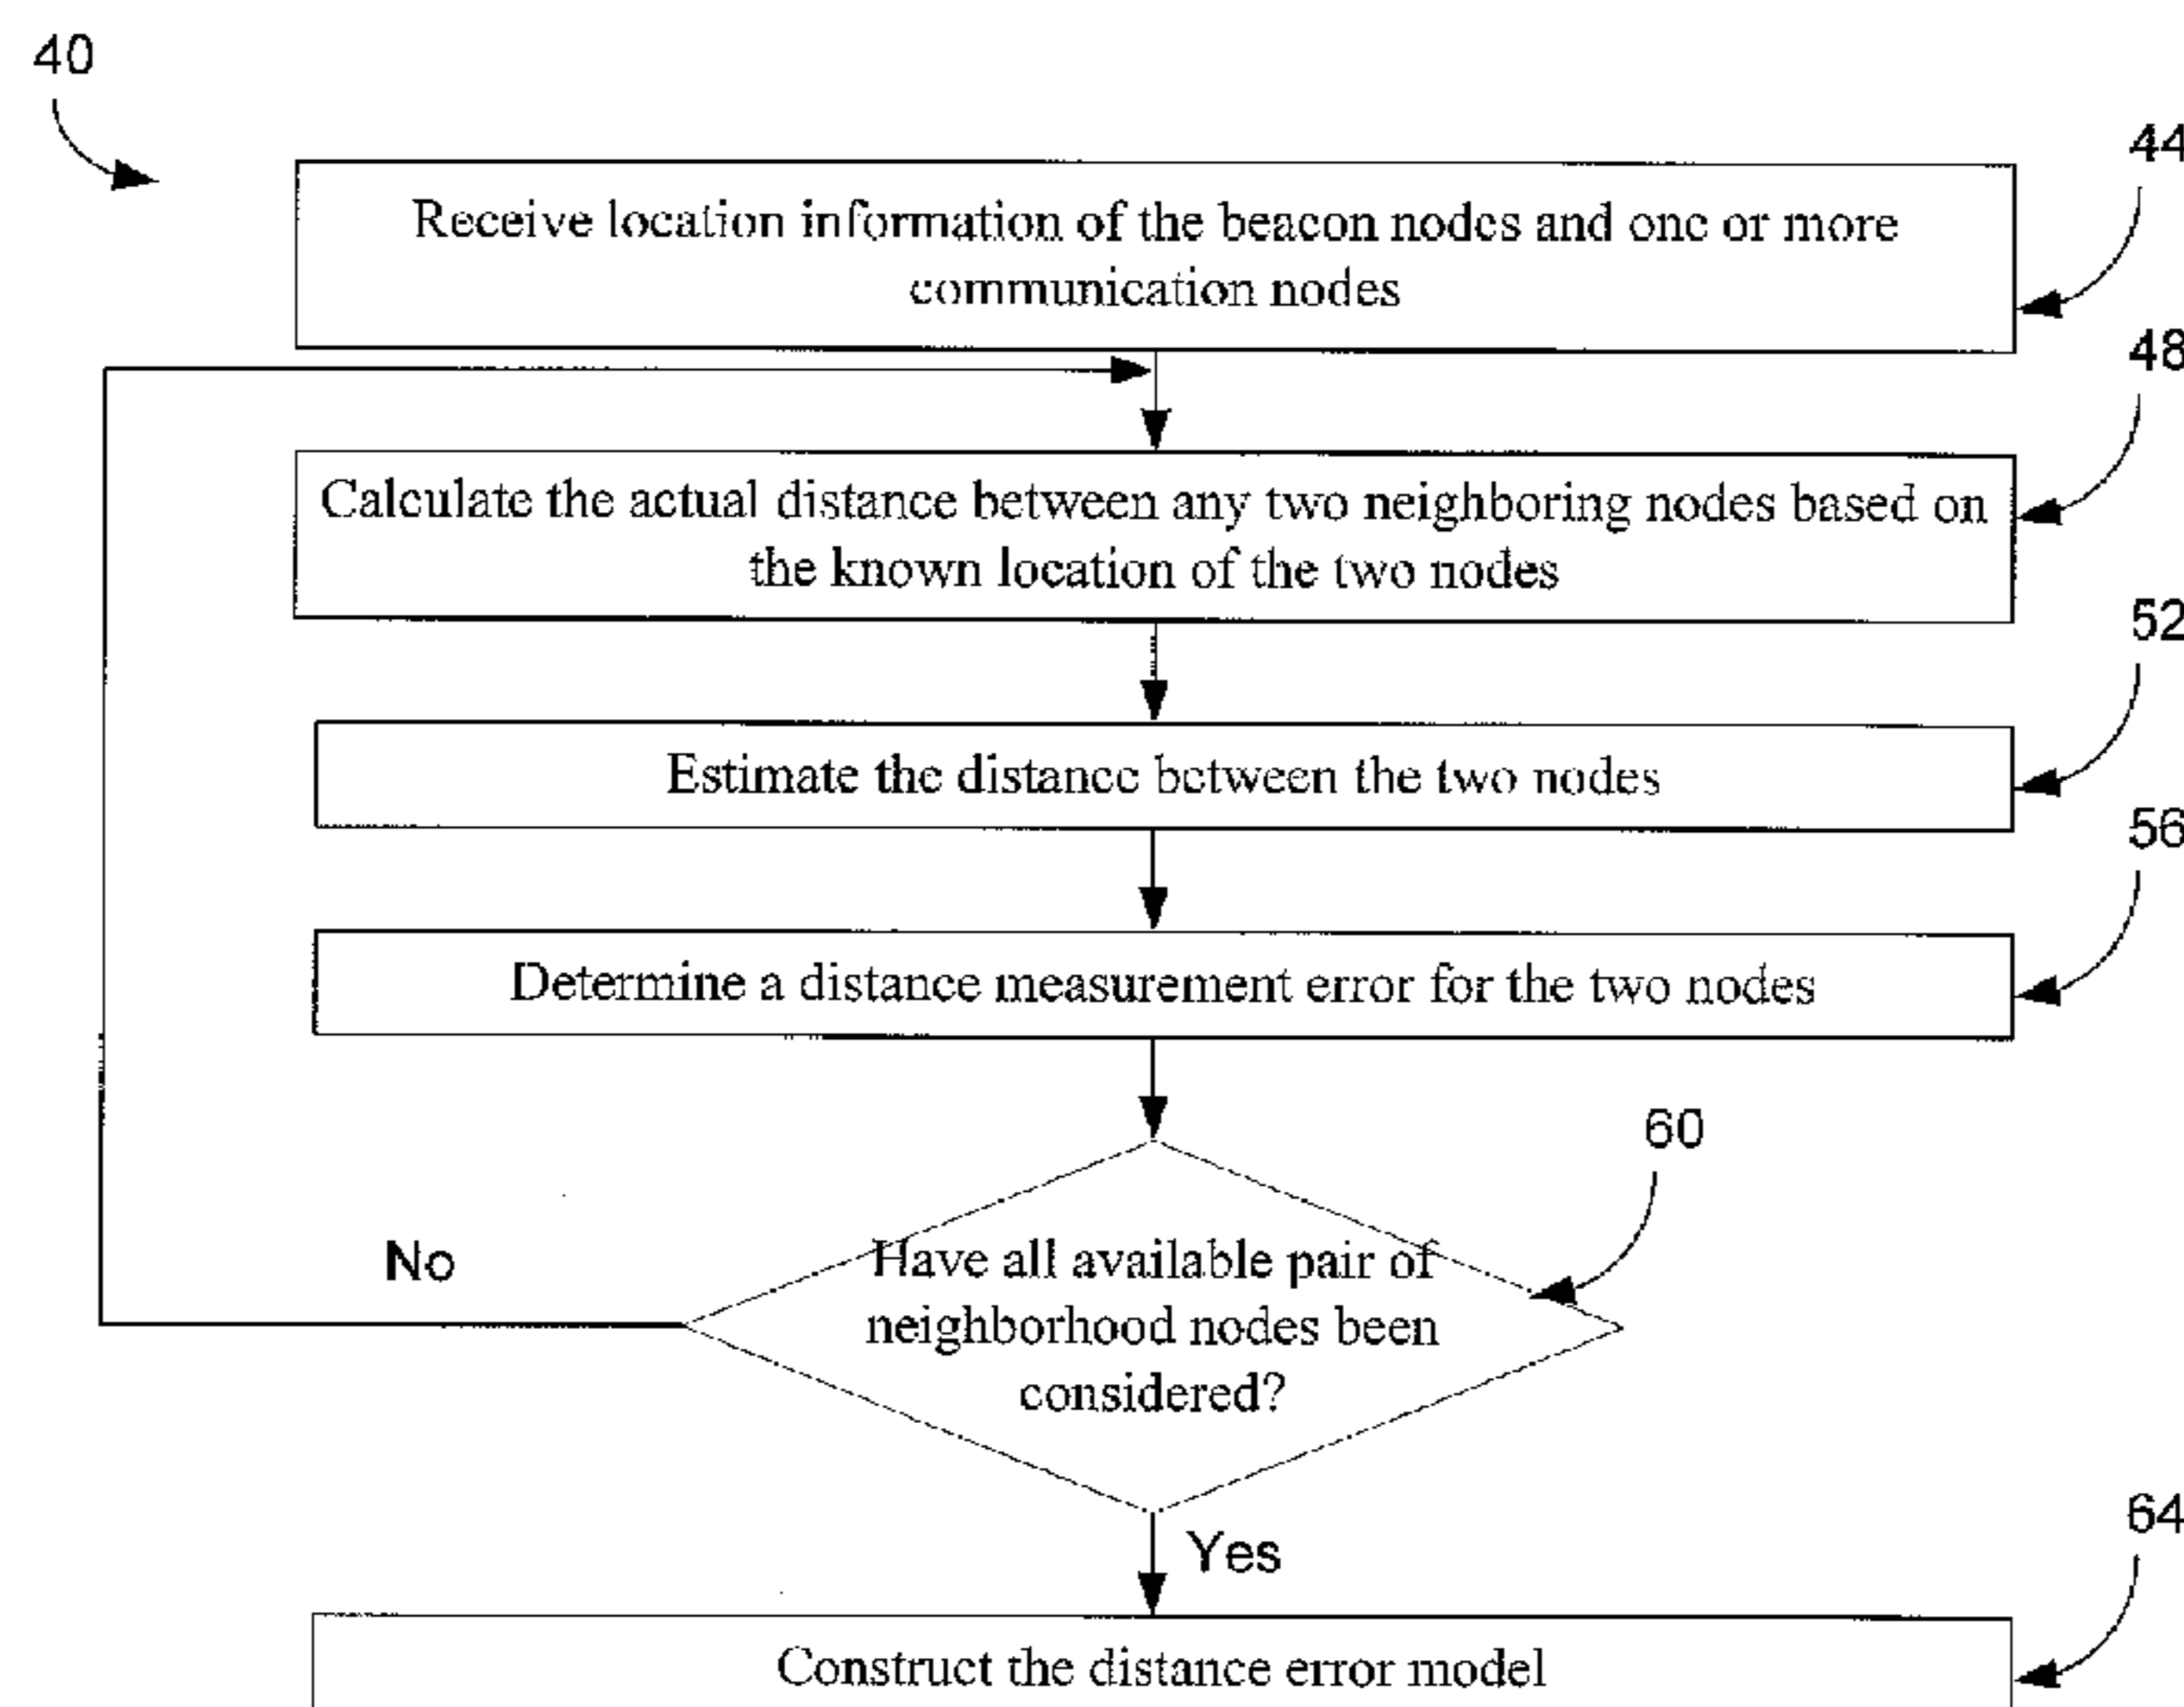 40
44
Receive location information of the beacon nodes and one or more
communication nodes
48
Calculate the actual distance between any two neighboring nodes based on
the known location of the two nodes
52
Estimate the distance between the two nodes
56
Determine a distance measurement error for the two nodes
60
Have all available pair of
neighborhood nodes been
considered?
No
Yes
64
Construct the distance error model